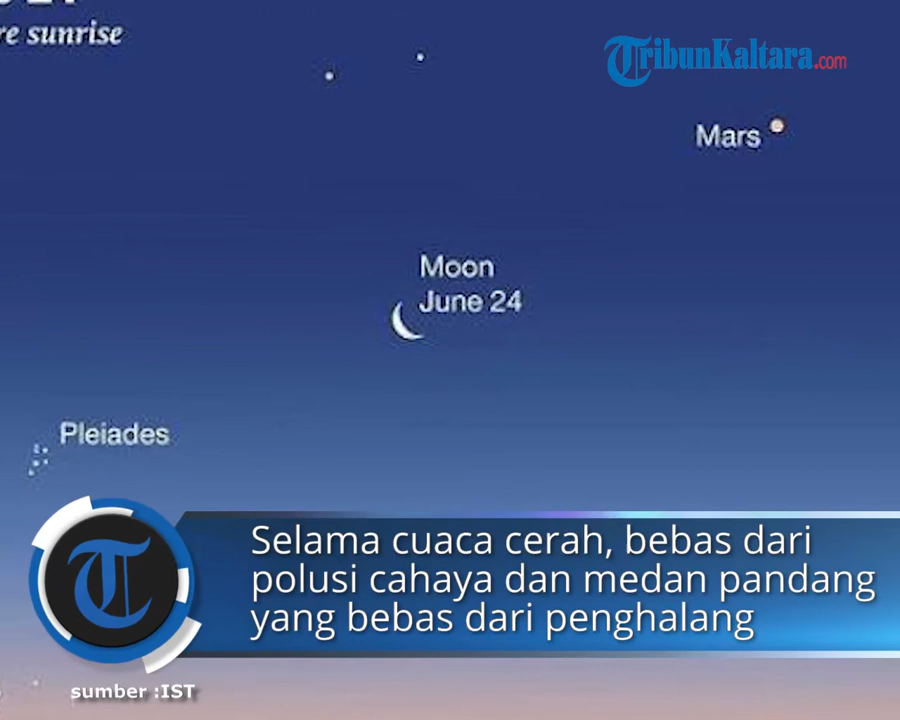 re sunrise
TribunKaltara.com
Mars
Moon
June 24
Pleiades
Selama cuaca cerah, bebas dari
polusi cahaya dan medan pandang
yang bebas dari penghalang
T
sumber :IST